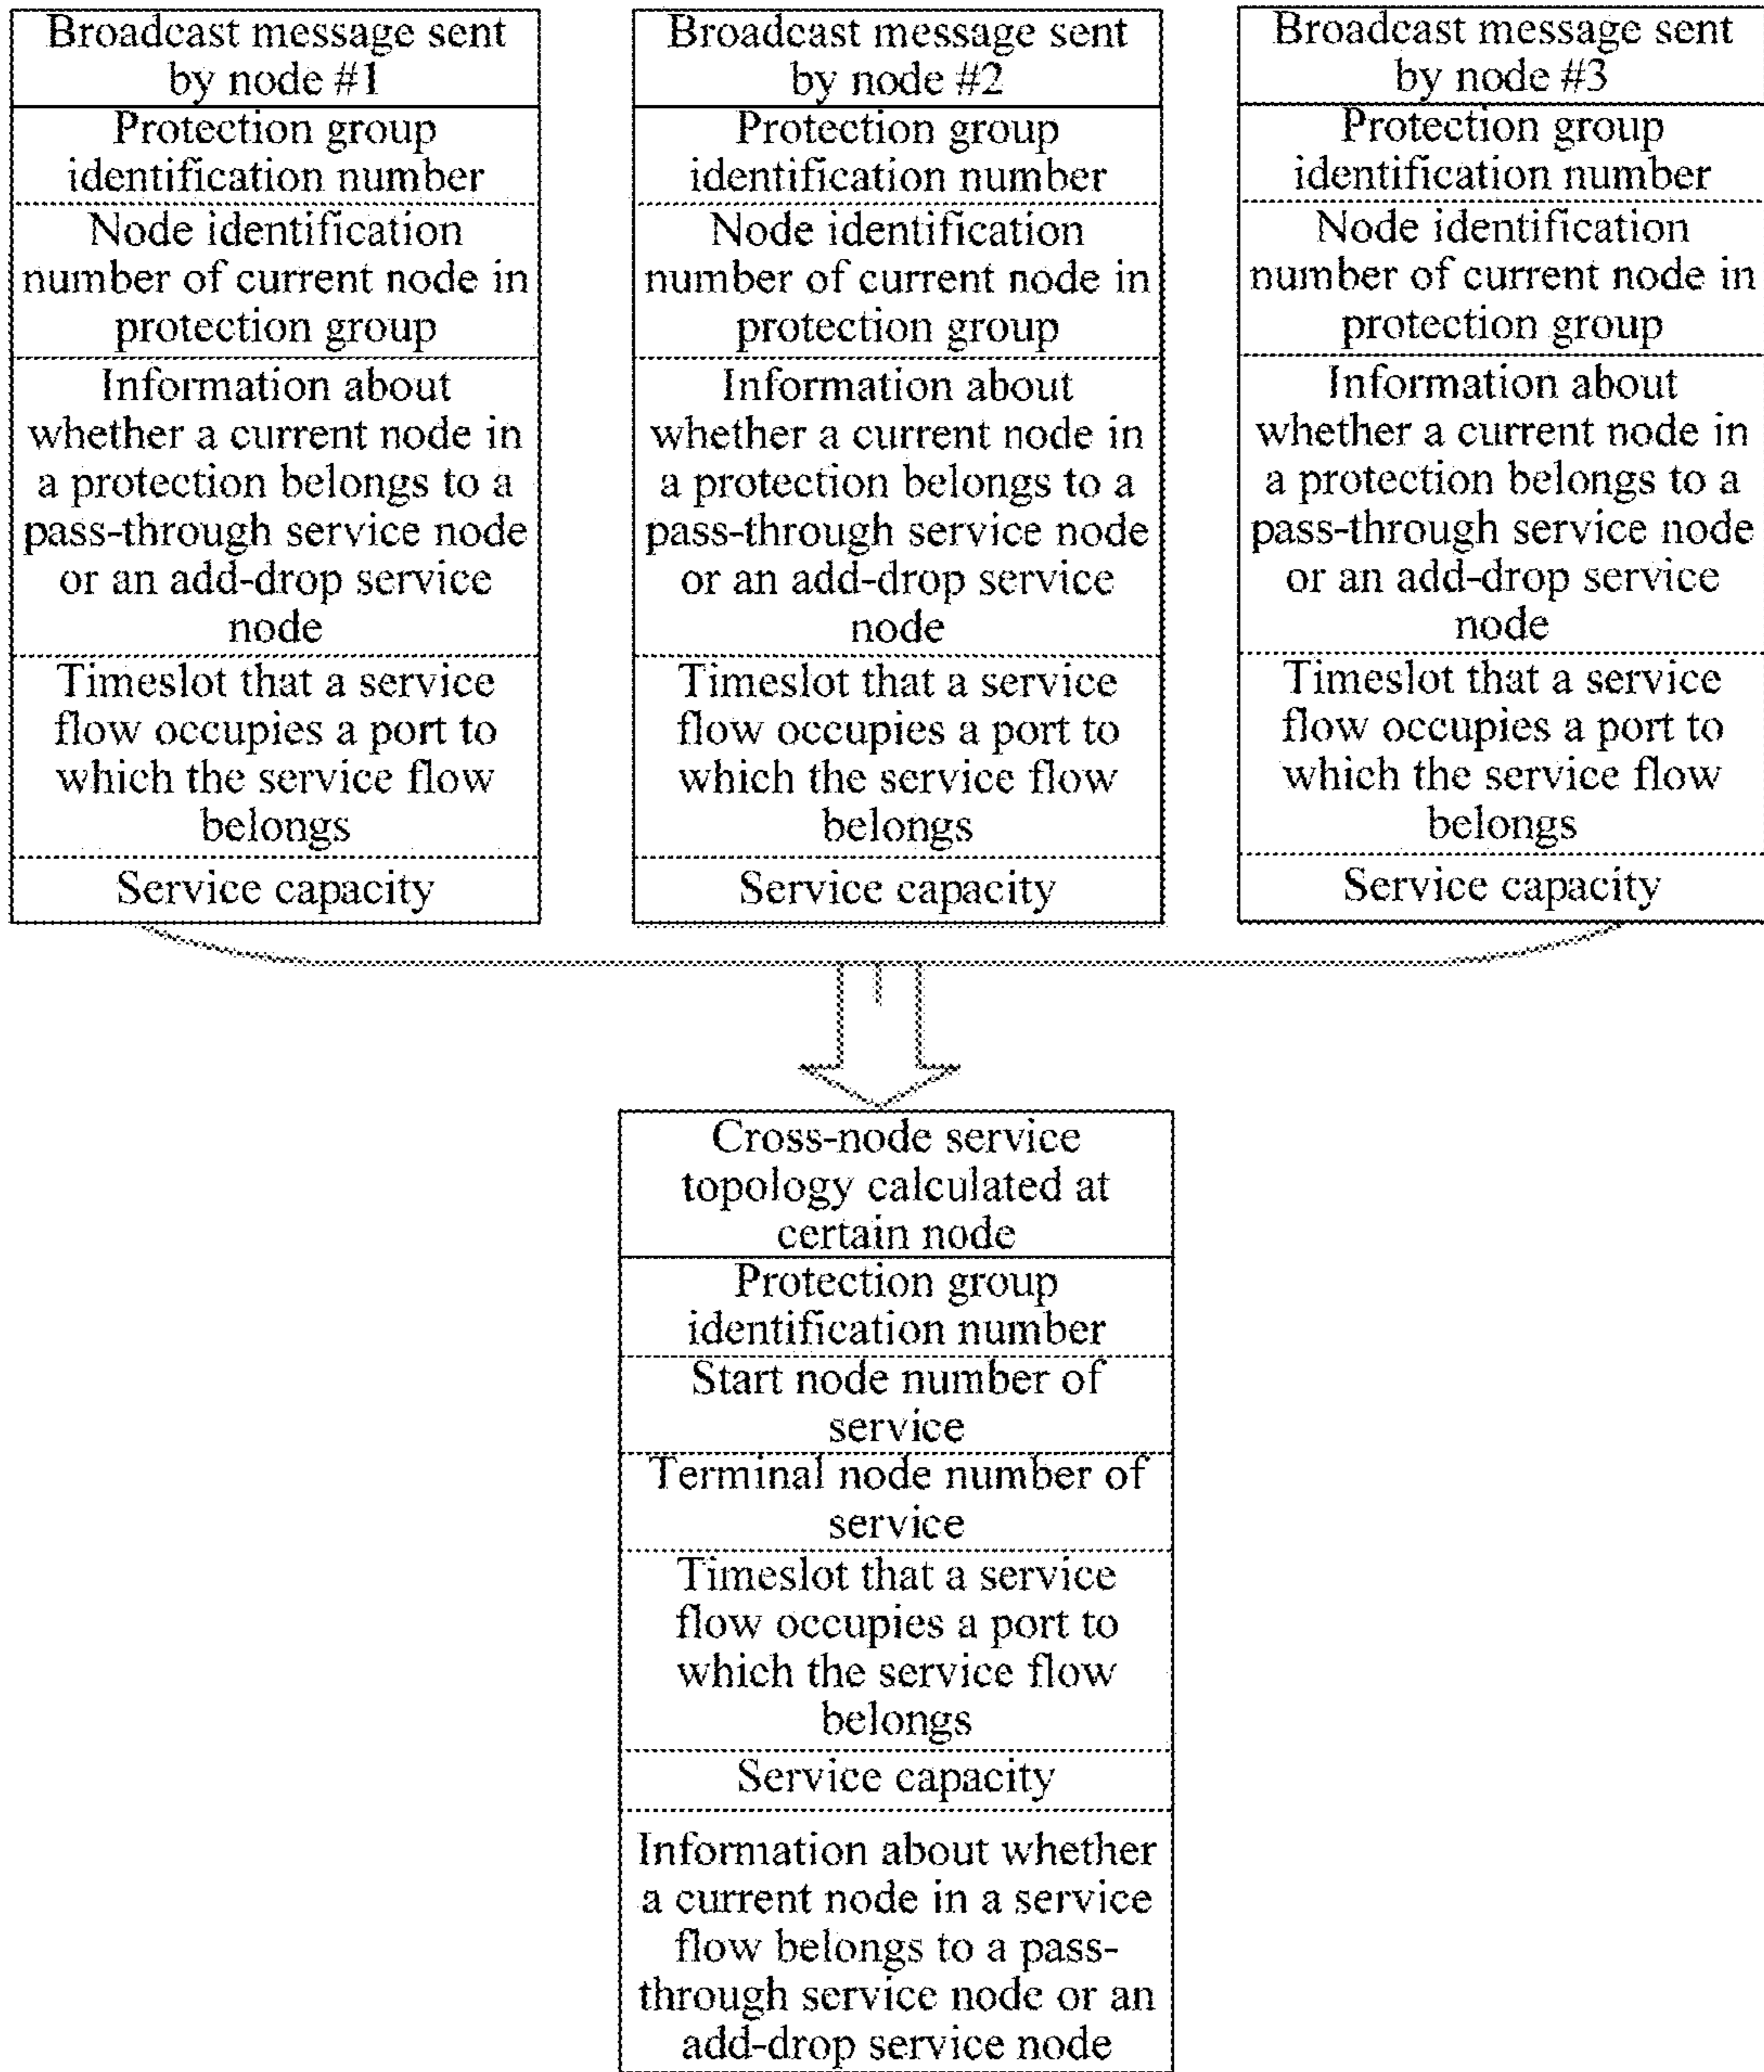 Broadcast message sent
by node #1
Protection group
identification number
Node identification
number of current node in
protection group
Information about
whether a current node in
a protection belongs to a
pass-through service node
or an add-drop service
node
Timeslot that a service
flow occupies a port to
which the service flow
belongs
Service capacity
Broadcast message sent
by node #2
Protection group
identification number
Node identification
number of current node in
protection group
Information about
whether a current node in
a protection belongs to a
pass-through service node
or an add-drop service
node
Timeslot that a service
flow occupies a port to
which the service flow
belongs
Service capacity
Broadcast message sent
by node #3
Protection group
identification number
Node identification
number of current node in
protection group
Information about
whether a current node in
a protection belongs to a
pass-through service node
or an add-drop service
node
Timeslot that a service
flow occupies a port to
which the service flow
belongs
Service capacity
Cross-node service
topology calculated at
certain node
Protection group
identification number
Start node number of
service
Terminal node number of
service
Timeslot that a service
flow occupies a port to
which the service flow
belongs
Service capacity
Information about whether
a current node in a service
flow belongs to a pass-
through service node or an
add-drop service node